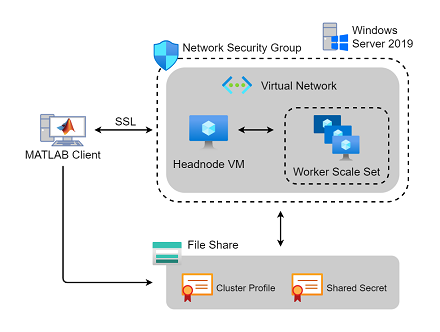 Windows
Server 2019
Network Security Group
Virtual Network
SSL
MATLAB Client
Headnode VM
Worker Scale Set
File Share
Cluster Profile
Shared Secret